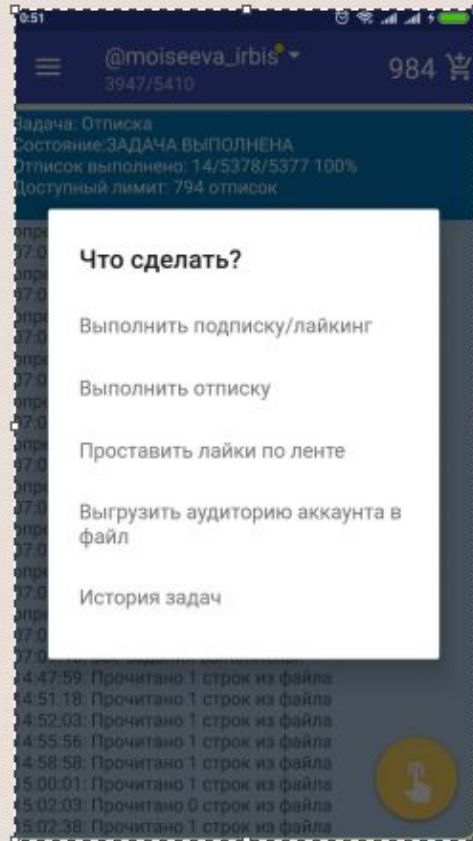 0:51
@moiseeva_irbis
984
3947/5410
Задача: Отписка
Состояние:ЗАДАЧА ВЫПОЛНЕНА
Отписок выполнено: 14/5378/5377 100%
Доступный лимит: 794 отписок
Что сделать?
Выполнить подписку/лайкинг
Выполнить отписку
Проставить лайки по ленте
Выгрузить аудиторию аккаунта в
файл
История задач
14:47:59: Прочитано 1 строк из файла
14:51:18: Прочитано 1 строк из файла
14:52:03: Прочитано 1 строк из файла
14:55:56: Прочитано 1 строк из файла
14:58:58: Прочитано 1 строк из файла
15:00:01: Прочитано 1 строк из файла
15:02:03: Прочитано 0 строк из файла
15:02:38: Прочитано 1 строк из файла